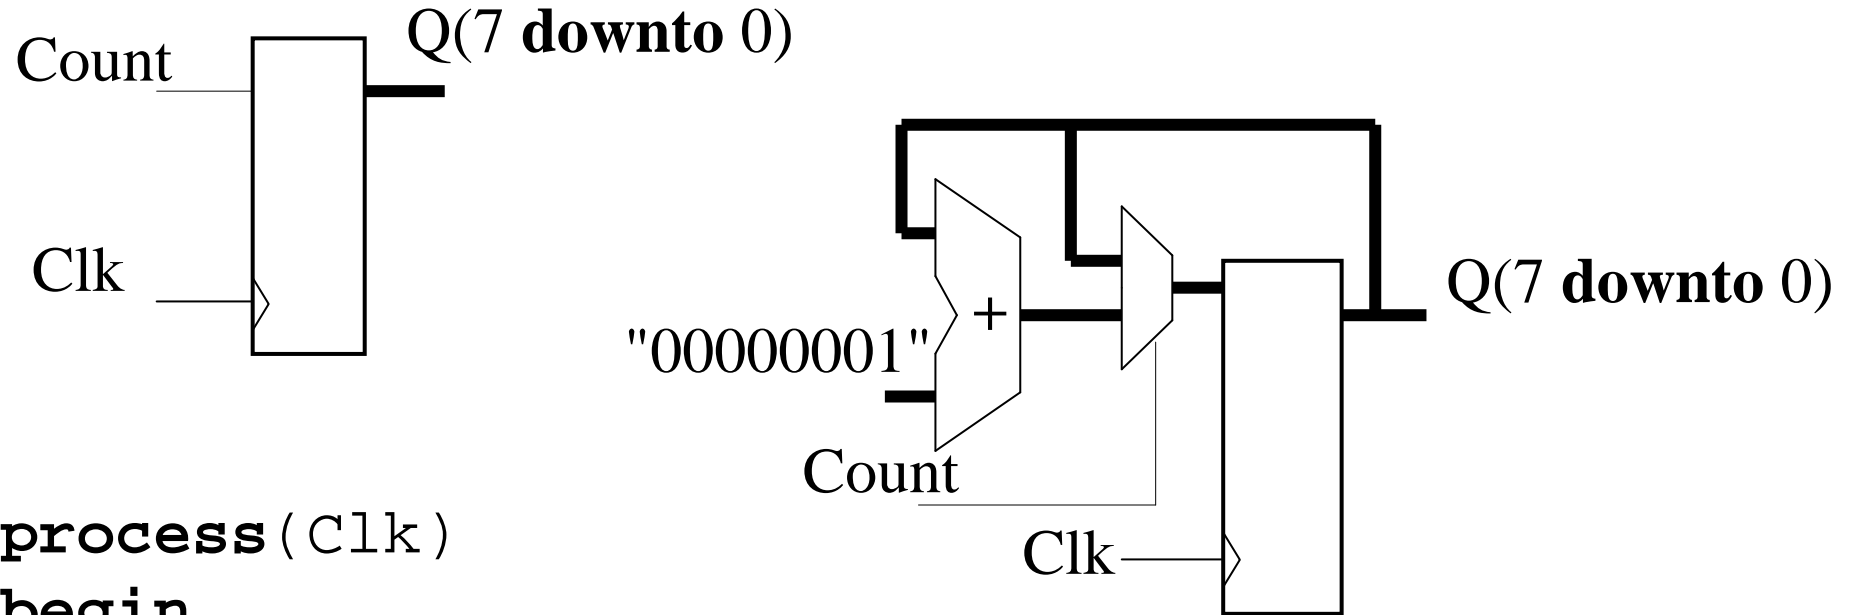 Q(7 downto 0)
Count
Clk
Q(7 downto 0)
+
"00000001"
Count
Clk
process(Clk)
begin